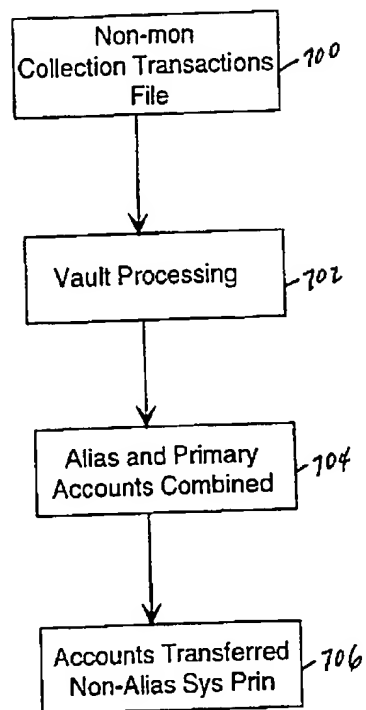 Non-mon
Collection Transactions
File
700
Vault Processing
702
Alias and Primary
Accounts Combined
704
Accounts Transferred
Non-Alias Sys Prin
706